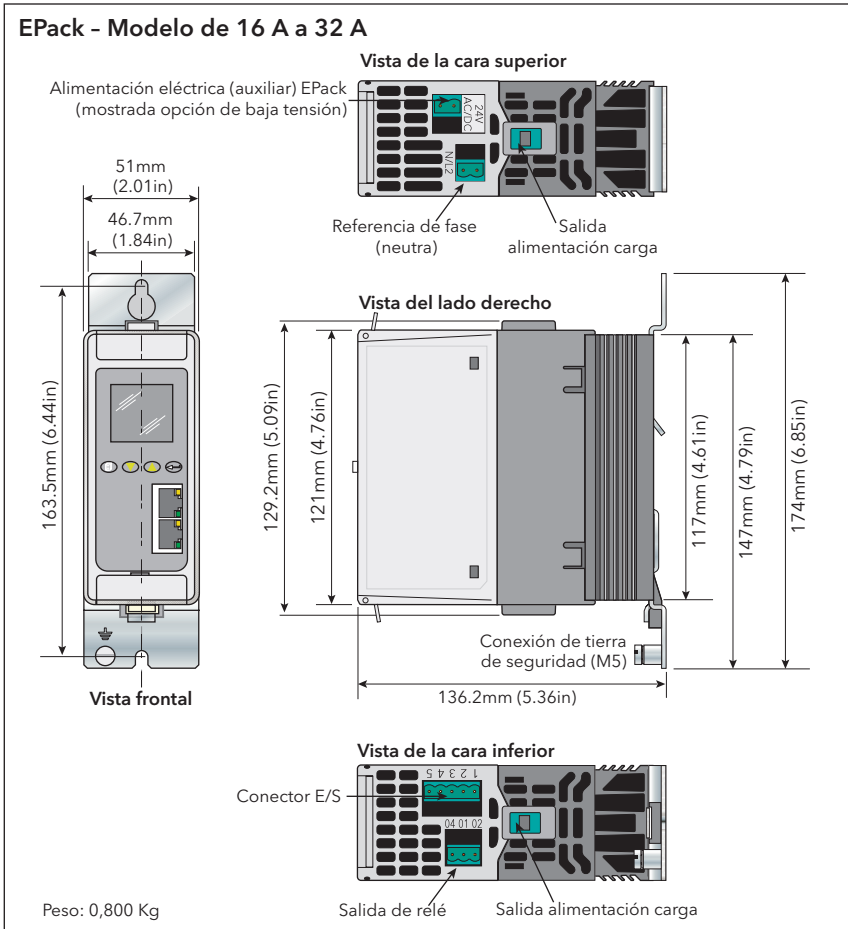 EPack – Modelo de 16 A a 32 A
Vista de la cara superior
Alimentación eléctrica (auxiliar) EPack
(mostrada opción de baja tensión)
24V
AC/DC
N/L2
Referencia de fase
(neutra)
Salida
alimentación carga
51mm
(2.01in)
46.7mm
(1.84in)
163.5mm (6.44in)
Vista frontal
Vista del lado derecho
129.2mm (5.09in)
121mm (4.76in)
117mm (4.61in)
147mm (4.79in)
174mm (6.85in)
Conexión de tierra
de seguridad (M5)
136.2mm (5.36in)
Vista de la cara inferior
5 4 3 2 1
Conector E/S
04 01 02
Peso: 0,800 Kg
Salida de relé
Salida alimentación carga